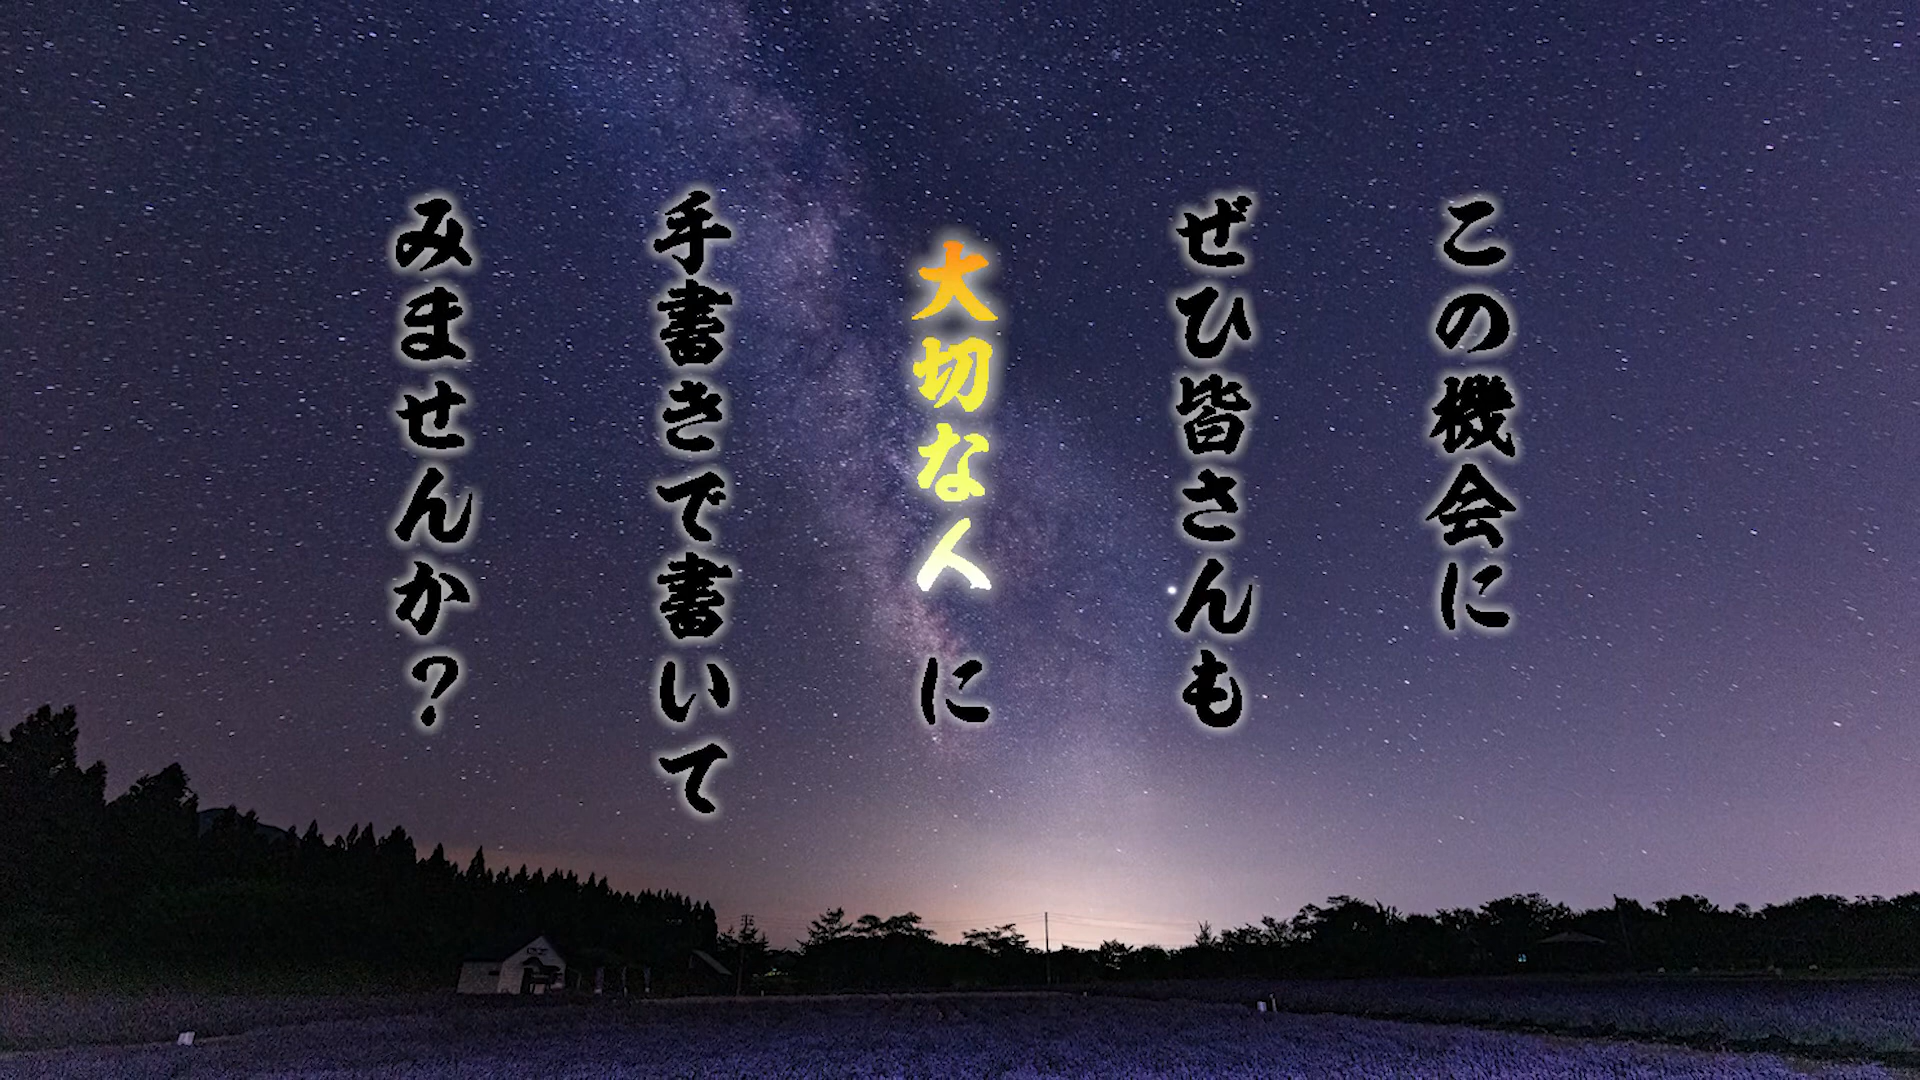 この機会に
ぜひ皆さんも
大切な人に
手書きで書いて
みませんか？